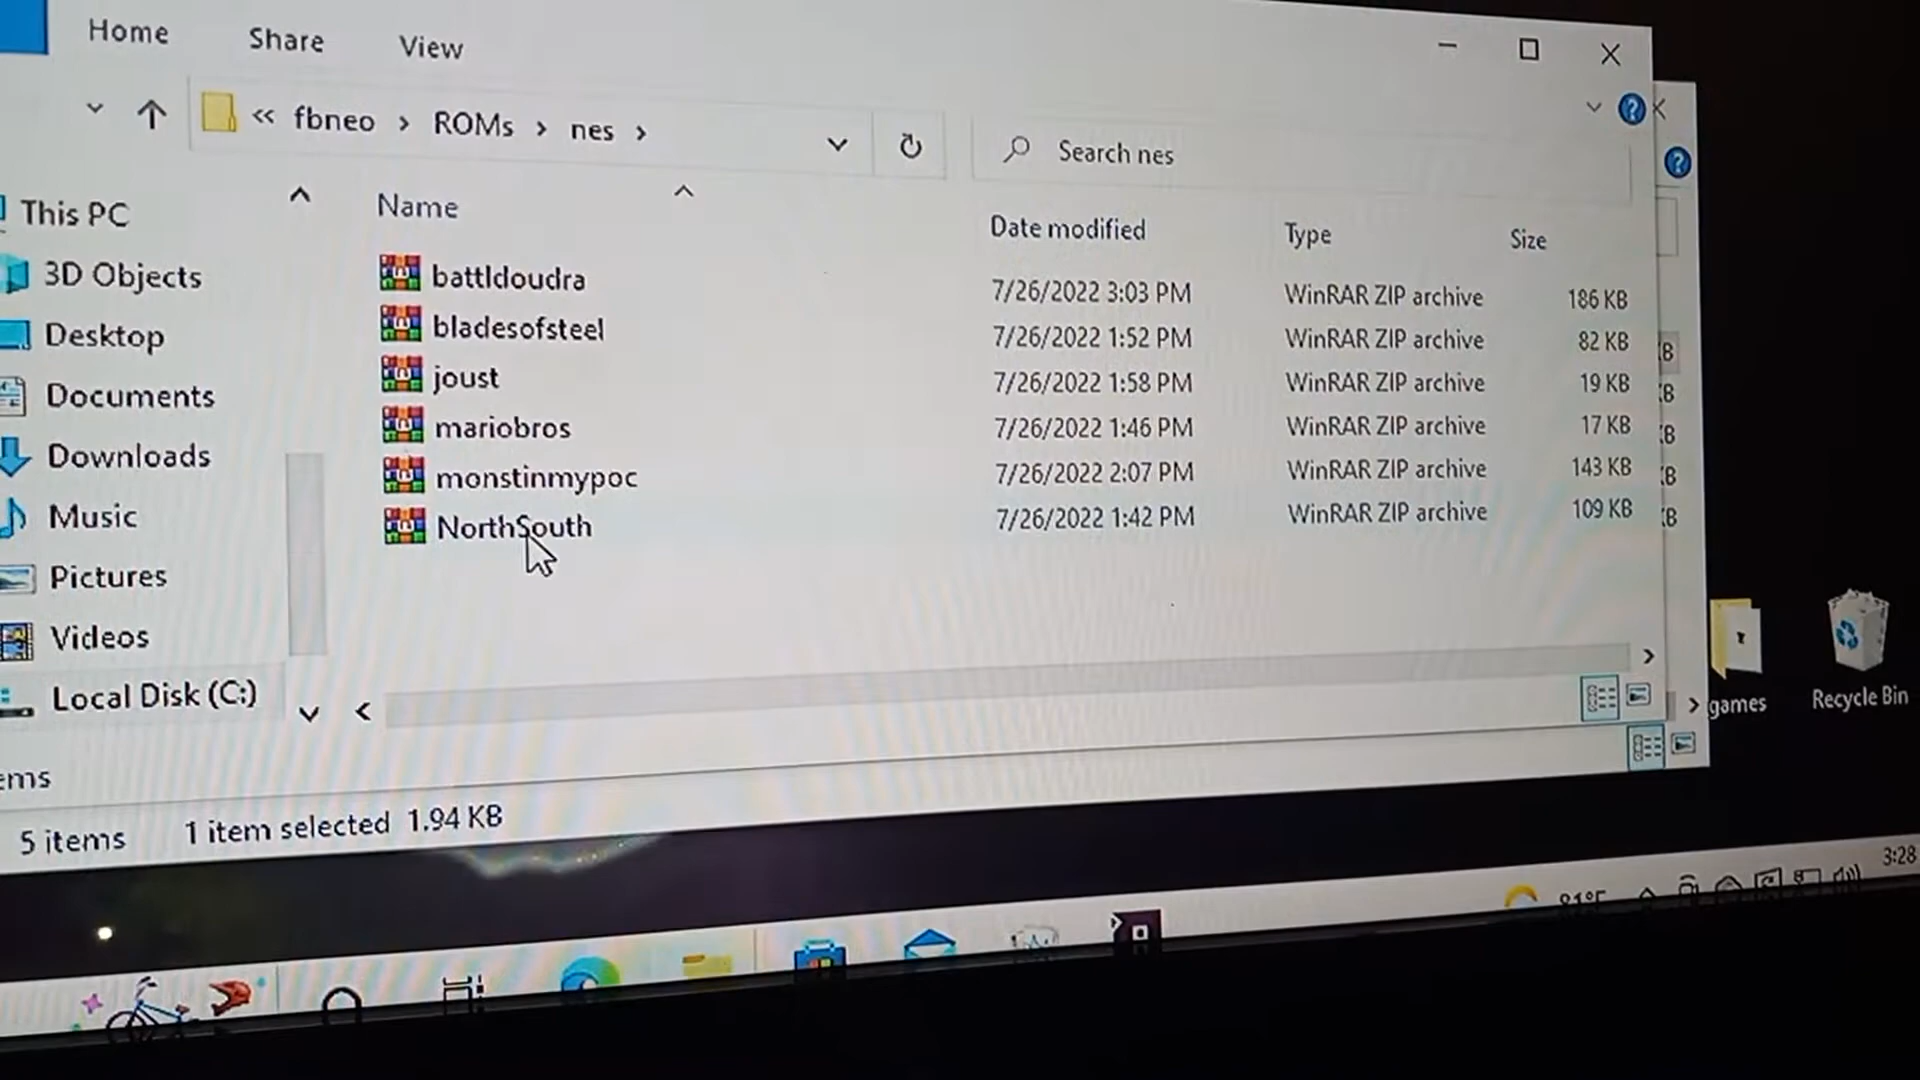 Home Share View
« fbneo > ROMs > nes >
Search nes
Name Date modified Type Size
battldoudra 7/26/2022 3:03 PM WinRAR ZIP archive 186 KB
bladesofsteel 7/26/2022 1:52 PM WinRAR ZIP archive 82 KB
joust 7/26/2022 1:58 PM WinRAR ZIP archive 19 KB
mariobros 7/26/2022 1:46 PM WinRAR ZIP archive 17 KB
monstinmypoc 7/26/2022 2:07 PM WinRAR ZIP archive 143 KB
NorthSouth 7/26/2022 1:42 PM WinRAR ZIP archive 109 KB
This PC
3D Objects
Desktop
Documents
Downloads
Music
Pictures
Videos
Local Disk (C:)
ems
5 items 1 item selected 1.94 KB
games
Recycle Bin
3:28